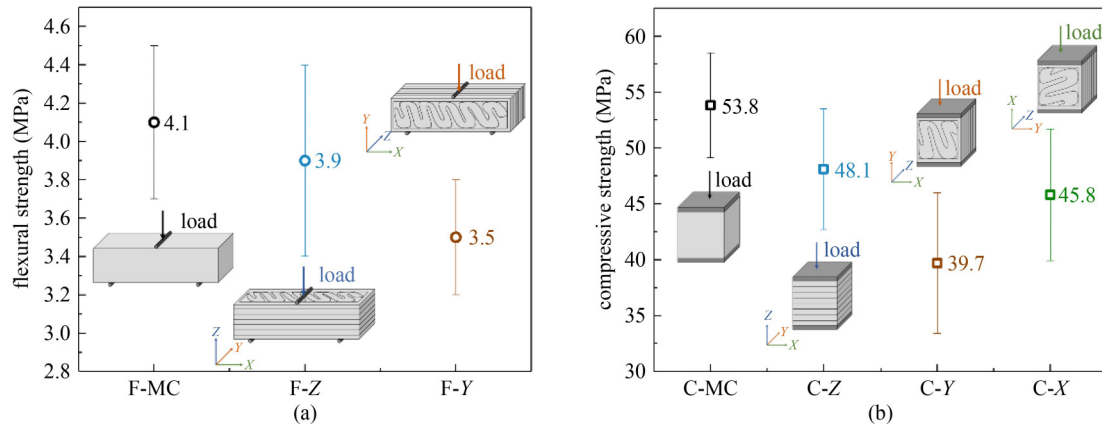 4.6
4.4
4.2
4.0
3.8
3.6
3.4
3.2
3.0
2.8
flexural strength (MPa)
4.1
3.9
3.5
load
load
load
Y
Z
X
Z
Y
X
F-MC
F-Z
F-Y
(a)
60
55
50
45
40
35
30
compressive strength (MPa)
53.8
48.1
39.7
45.8
load
load
load
load
Z
Y
X
Y
Z
X
X
Z
Y
C-MC
C-Z
C-Y
C-X
(b)